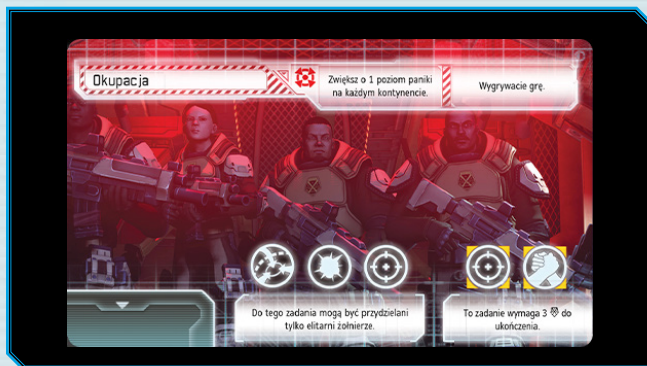 Okupacja
Zwiększ o 1 poziom paniki
na każdym kontynencie.
Wygrywacie grę.
Do tego zadania mogą być przydzielani
tylko elitarni żołnierze.
To zadanie wymaga 3 do
ukończenia.